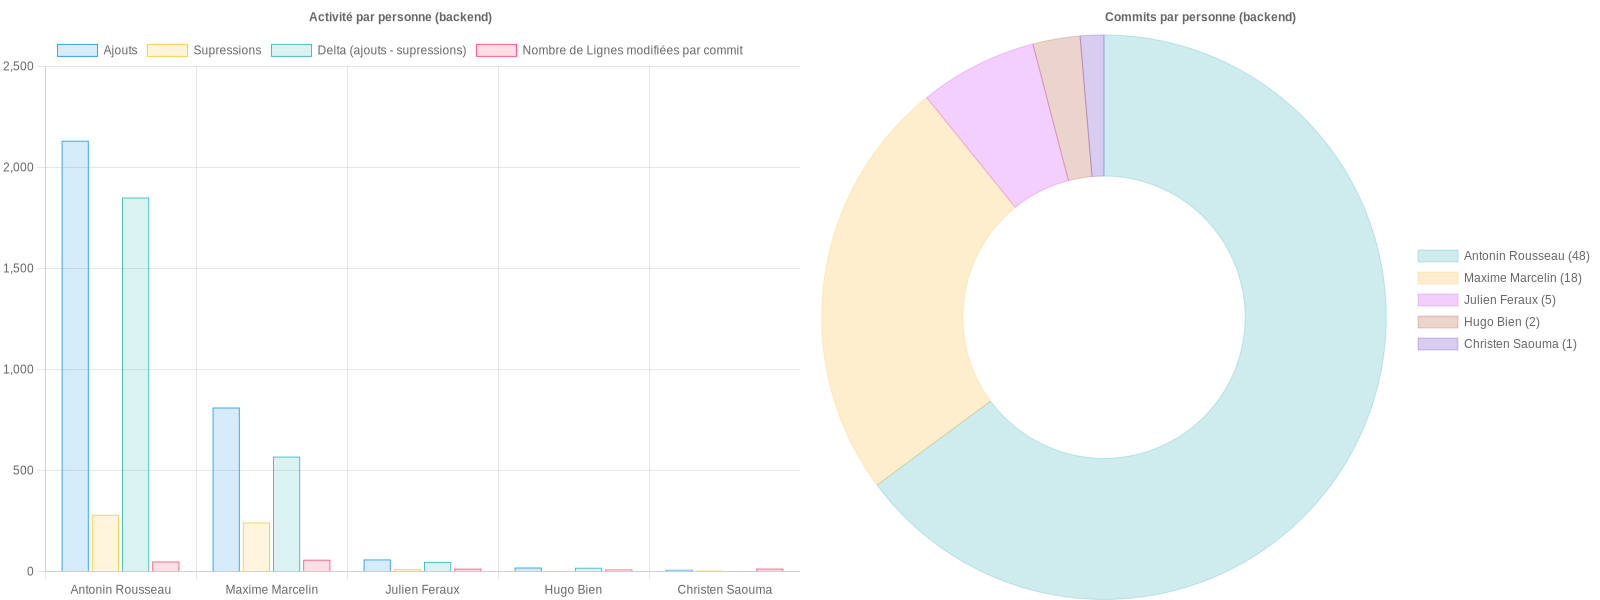 Activité par personne (backend)
Ajouts
Supressions
Delta (ajouts - supressions)
Nombre de Lignes modifiées par commit
2,500
2,000
1,500
1,000
500
0
Antonin Rousseau
Maxime Marcelin
Julien Feraux
Hugo Bien
Christen Saouma
Commits par personne (backend)
Antonin Rousseau (48)
Maxime Marcelin (18)
Julien Feraux (5)
Hugo Bien (2)
Christen Saouma (1)